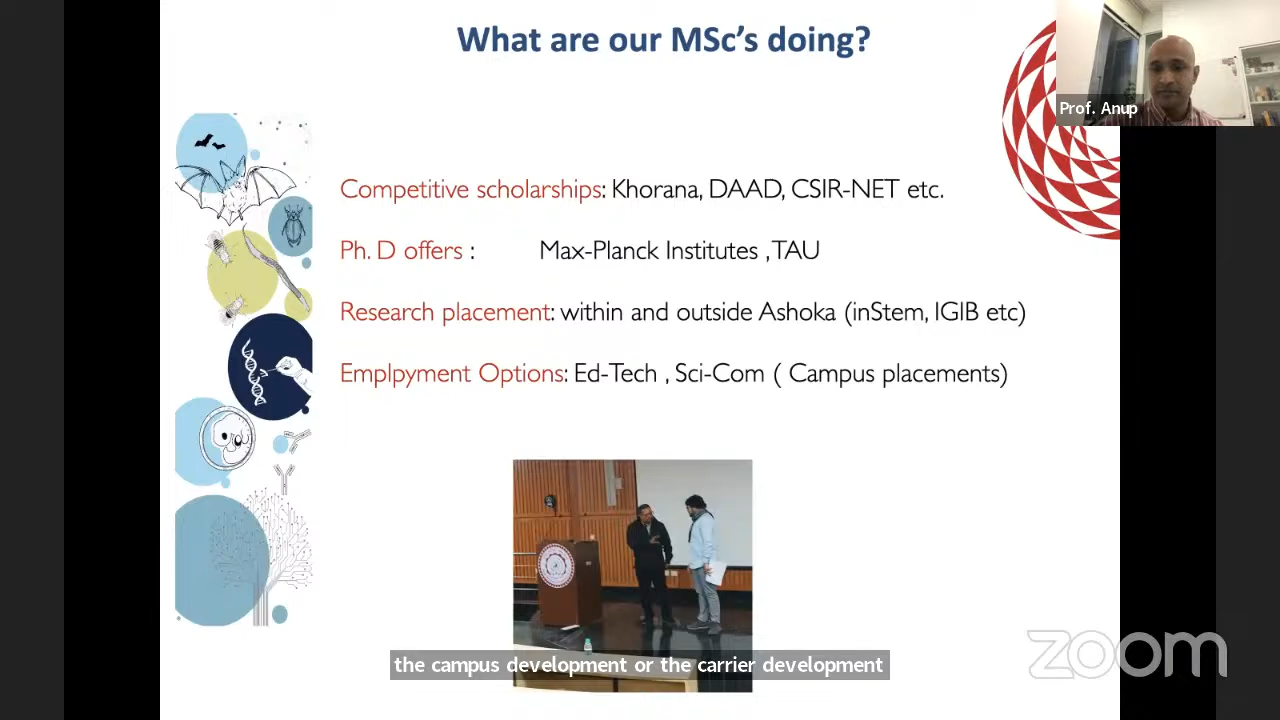 What are our MSc's doing?
Prof. Anup
Competitive scholarships: Khorana, DAAD, CSIR-NET etc.
Ph. D offers : Max-Planck Institutes ,TAU
Research placement: within and outside Ashoka (inStem, IGIB etc)
Emplpyment Options: Ed-Tech , Sci-Com ( Campus placements)
the campus development or the carrier development
zoom